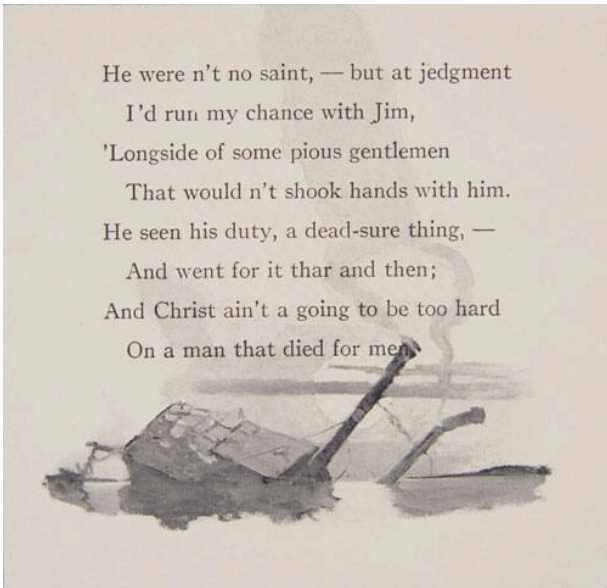 He were n't no saint, — but at jedgment
I'd run my chance with Jim,
'Longside of some pious gentlemen
That would n't shook hands with him.
He seen his duty, a dead-sure thing, —
And went for it thar and then;
And Christ ain't a going to be too hard
On a man that died for men.